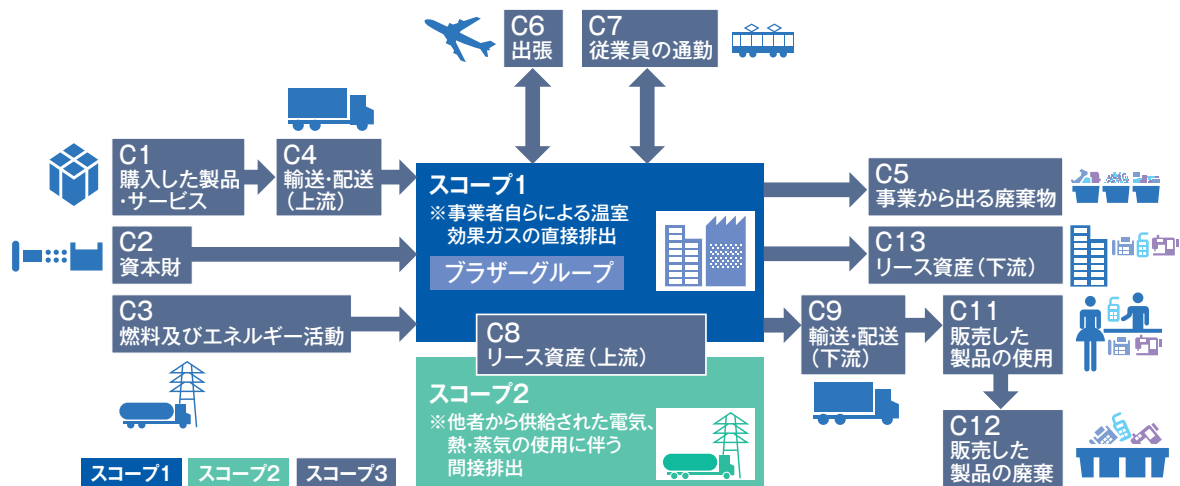 C6
出張
C7
従業員の通勤
C1
購入した製品
・サービス
C4
輸送・配送
(上流)
C2
資本財
C3
燃料及びエネルギー活動
スコープ1
※事業者自らによる温室
効果ガスの直接排出
ブラザーグループ
C8
リース資産(上流)
スコープ2
※他者から供給された電気、
熱・蒸気の使用に伴う
間接排出
C5
事業から出る廃棄物
C13
リース資産(下流)
C9
輸送・配送
(下流)
C11
販売した
製品の使用
C12
販売した
製品の廃棄
スコープ1
スコープ2
スコープ3